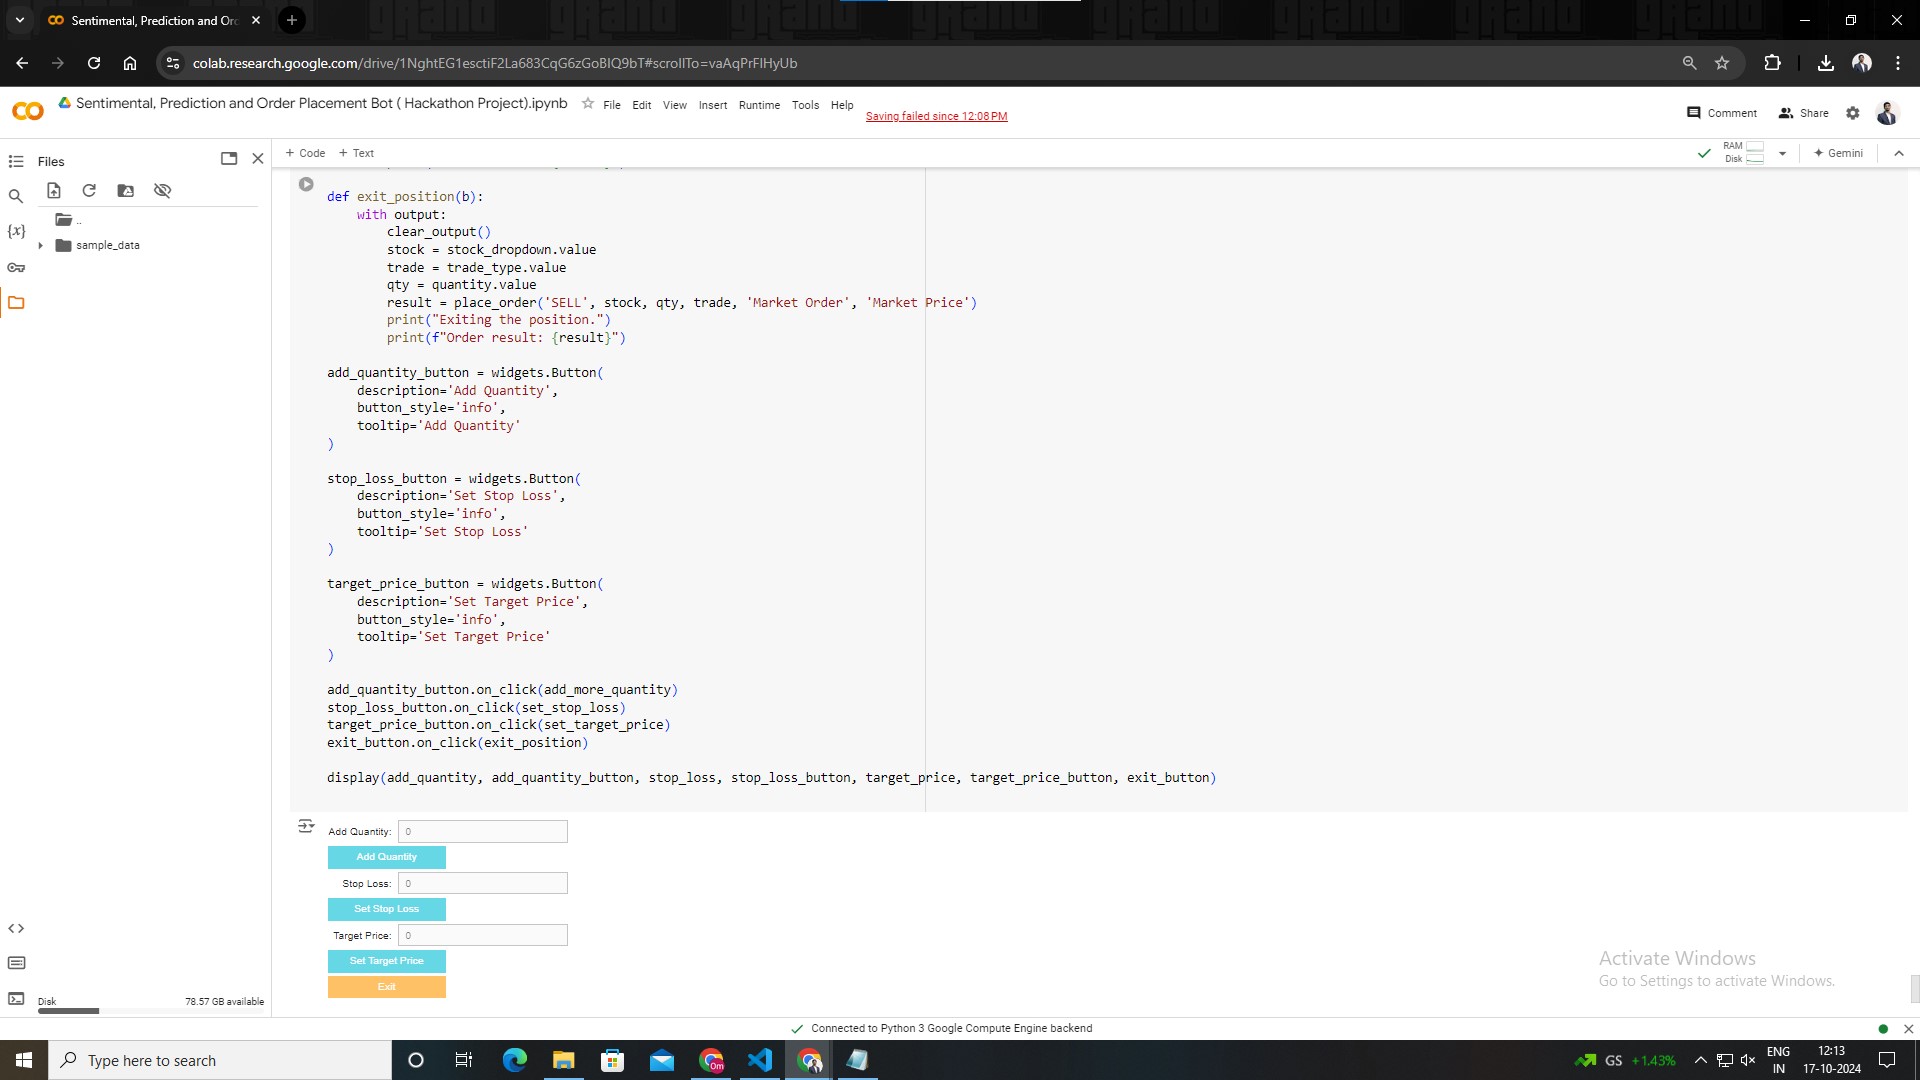 Sentimental, Prediction and Orc
colab.research.google.com/drive/1NghtEG1esctiF2La683CqG6zGoBIQ9bT#scrollTo=vaAqPrFIHyUb
Sentimental, Prediction and Order Placement Bot ( Hackathon Project).ipynb
File Edit View Insert Runtime Tools Help
Saving failed since 12:08 PM
Comment
Share
Files
+ Code + Text
RAM
Disk
Gemini
..
sample_data
{x}
def exit_position(b):
    with output:
        clear_output()
        stock = stock_dropdown.value
        trade = trade_type.value
        qty = quantity.value
        result = place_order('SELL', stock, qty, trade, 'Market Order', 'Market Price')
        print("Exiting the position.")
        print(f"Order result: {result}")
add_quantity_button = widgets.Button(
    description='Add Quantity',
    button_style='info',
    tooltip='Add Quantity'
)
stop_loss_button = widgets.Button(
    description='Set Stop Loss',
    button_style='info',
    tooltip='Set Stop Loss'
)
target_price_button = widgets.Button(
    description='Set Target Price',
    button_style='info',
    tooltip='Set Target Price'
)
add_quantity_button.on_click(add_more_quantity)
stop_loss_button.on_click(set_stop_loss)
target_price_button.on_click(set_target_price)
exit_button.on_click(exit_position)
display(add_quantity, add_quantity_button, stop_loss, stop_loss_button, target_price, target_price_button, exit_button)
Add Quantity: 0
Add Quantity
Stop Loss: 0
Set Stop Loss
Target Price: 0
Set Target Price
Exit
Activate Windows
Go to Settings to activate Windows.
Disk 78.57 GB available
Connected to Python 3 Google Compute Engine backend
Type here to search
Om
GS +1.43%
ENG
IN
12:13
17-10-2024